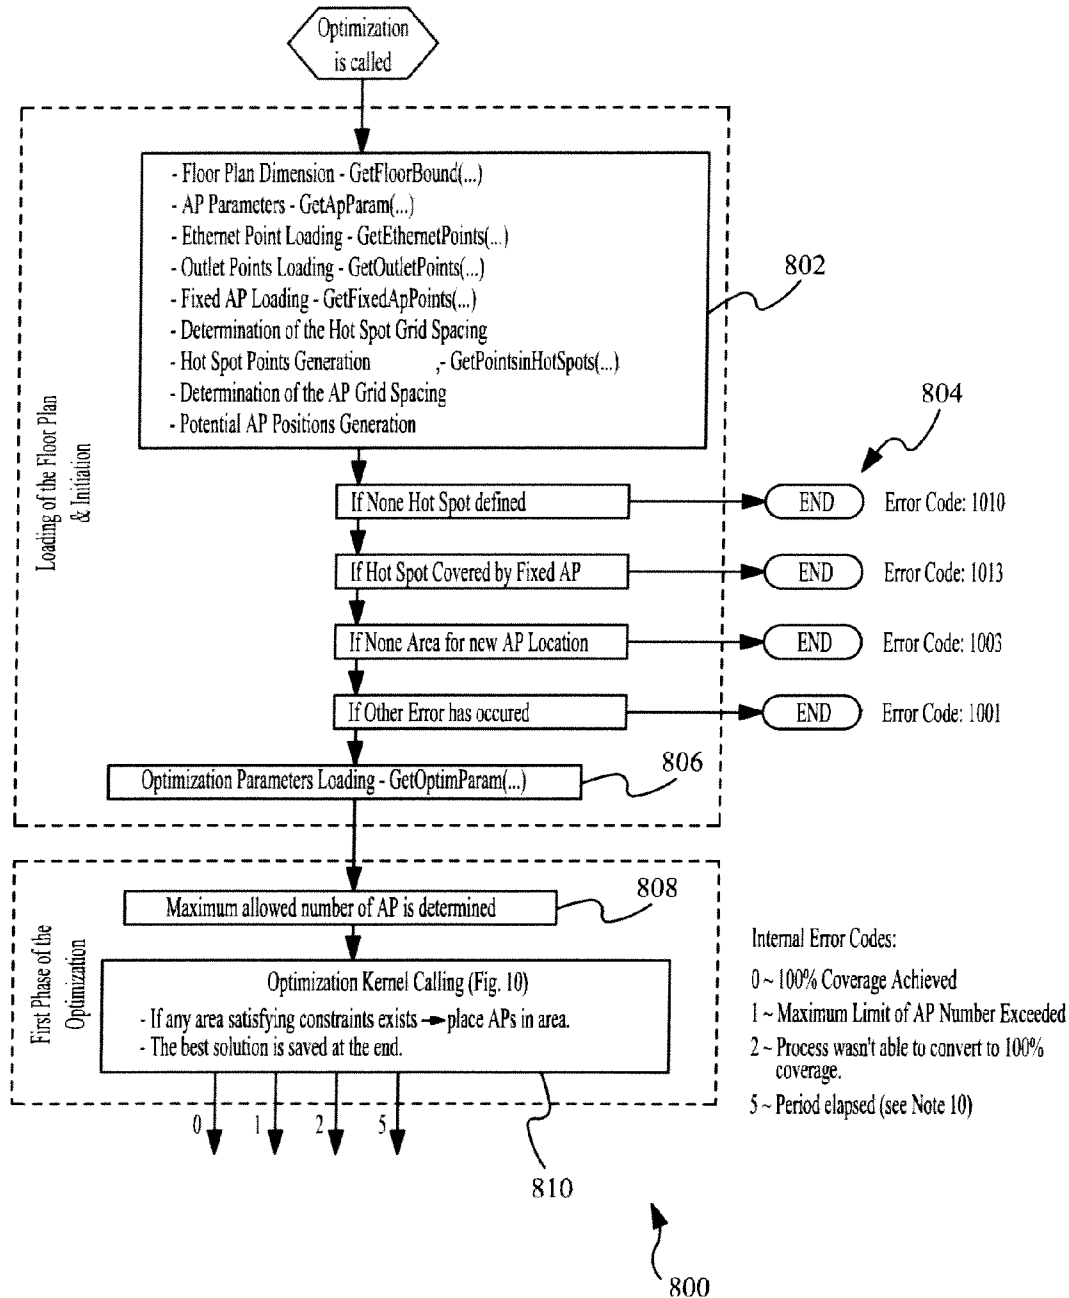 Optimization
is called
- Floor Plan Dimension - GetFloorBound(...)
- AP Parameters - GetApParam(...)
- Ethernet Point Loading - GetEthernetPoints(...)
- Outlet Points Loading - GetOutletPoints(...)
- Fixed AP Loading - GetFixedApPoints(...)
- Determination of the Hot Spot Grid Spacing
- Hot Spot Points Generation ,- GetPointsinHotSpots(...)
- Determination of the AP Grid Spacing
- Potential AP Positions Generation
802
Loading of the Floor Plan
& Initiation
804
If None Hot Spot defined
END
Error Code: 1010
If Hot Spot Covered by Fixed AP
END
Error Code: 1013
If None Area for new AP Location
END
Error Code: 1003
If Other Error has occured
END
Error Code: 1001
Optimization Parameters Loading - GetOptimParam(...)
806
First Phase of the
Optimization
Maximum allowed number of AP is determined
808
Optimization Kernel Calling (Fig. 10)
- If any area satisfying constraints exists → place APs in area.
- The best solution is saved at the end.
0 1 2 5
810
Internal Error Codes:
0 ~ 100% Coverage Achieved
1 ~ Maximum Limit of AP Number Exceeded
2 ~ Process wasn't able to convert to 100%
coverage.
5 ~ Period elapsed (see Note 10)
800